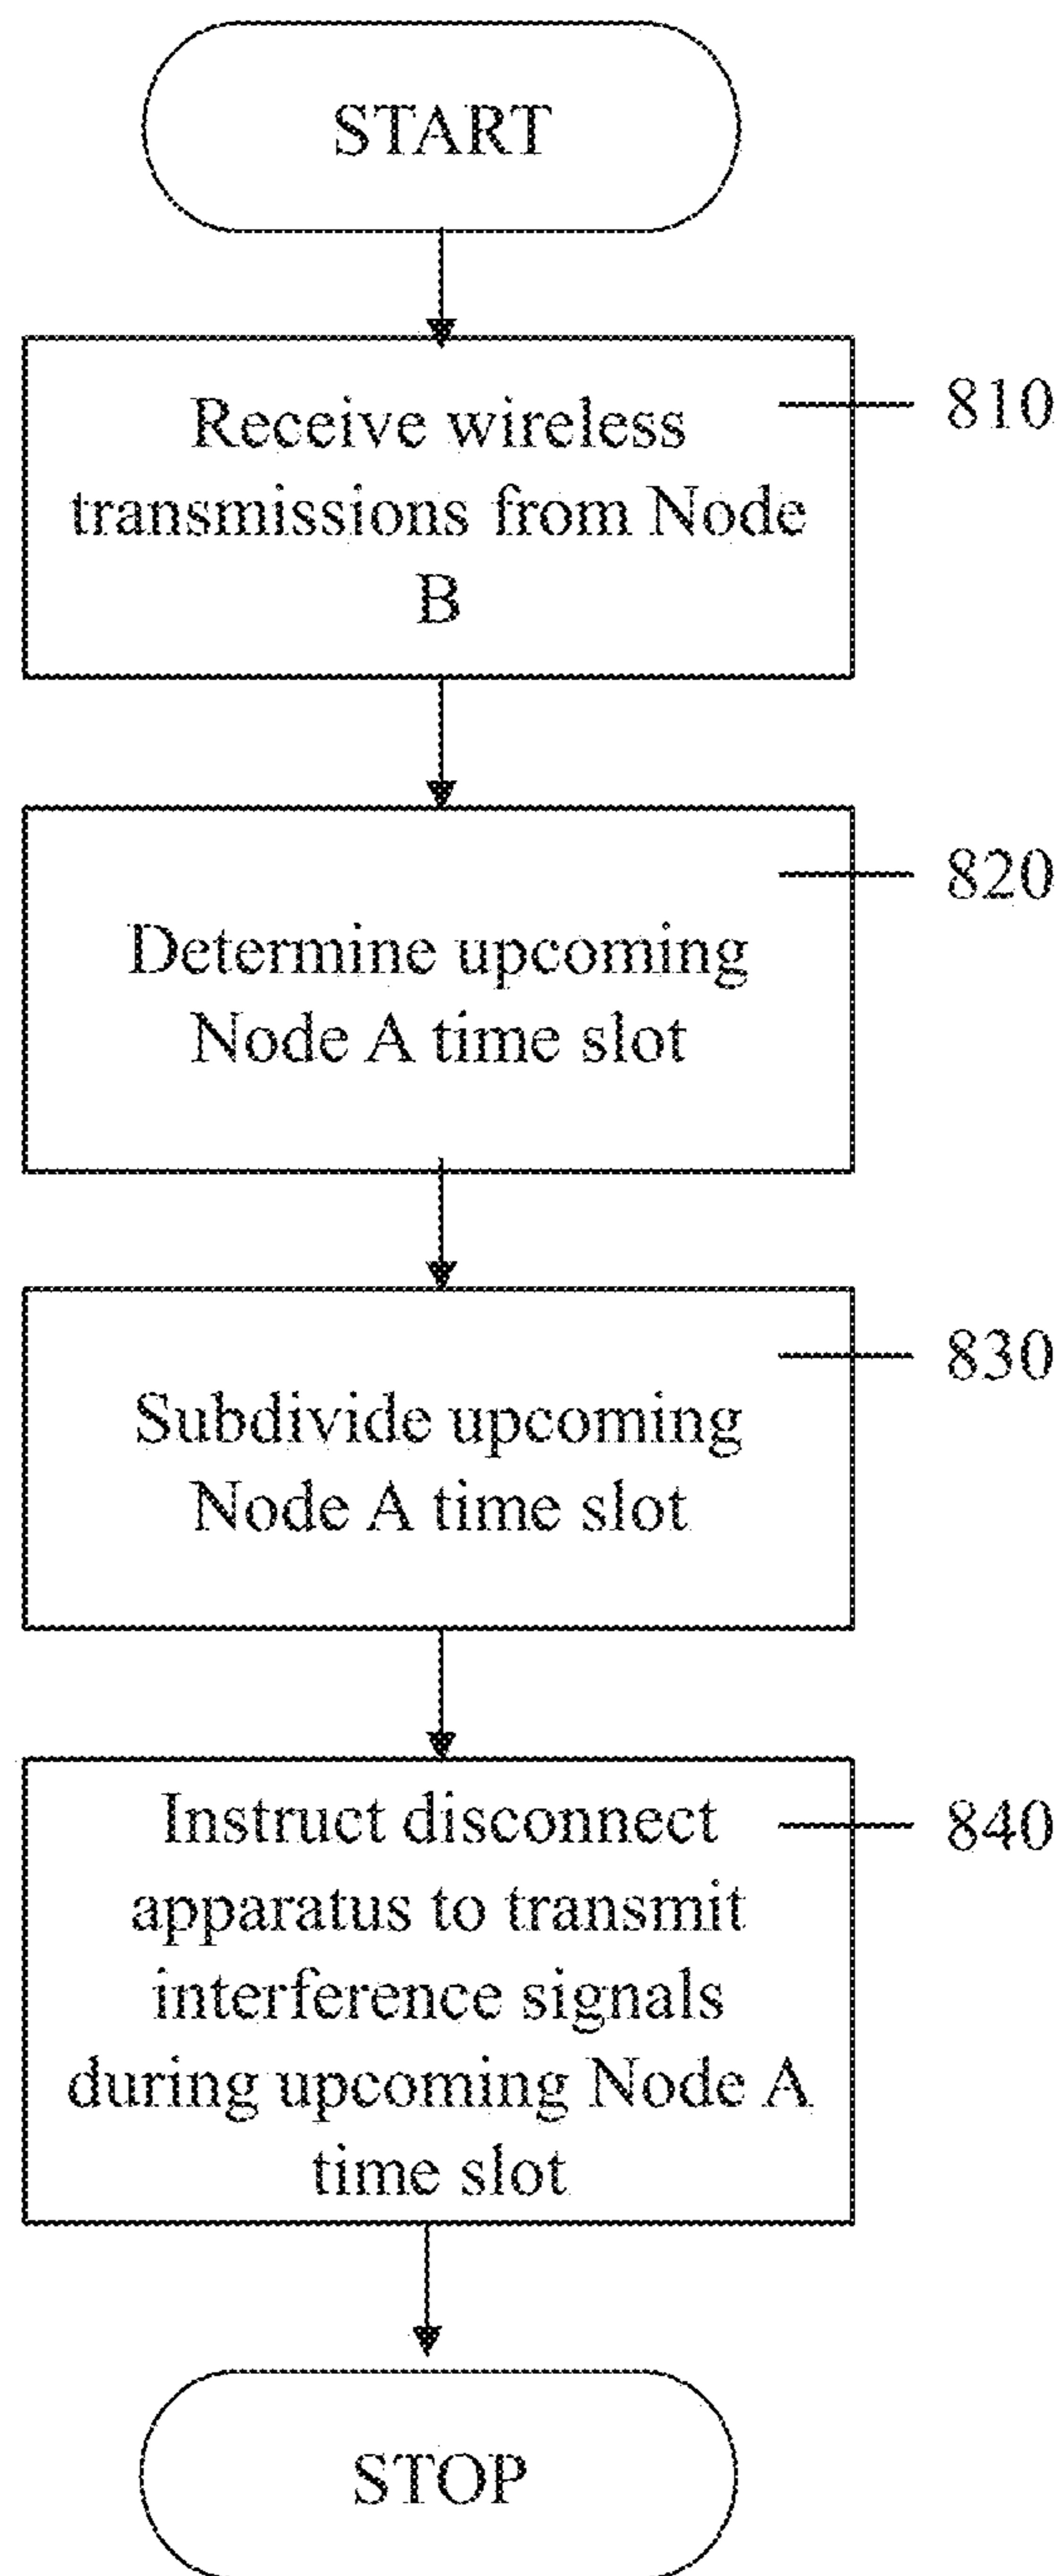 START
Receive wireless
810
transmissions from Node
B
820
Determine upcoming
Node A time slot
830
Subdivide upcoming
Node A time slot
Instruct disconnect
840
apparatus to transmit
interference signals
during upcoming Node A
time slot
STOP